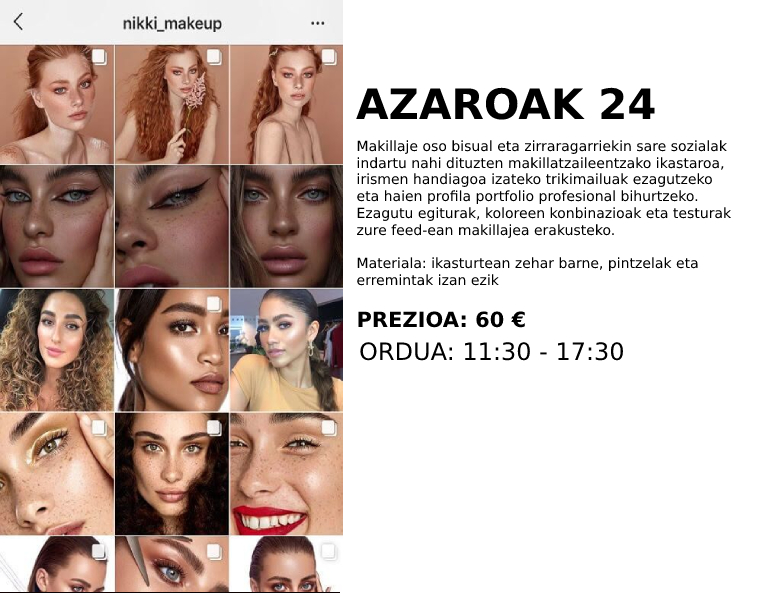 nikki_makeup
AZAROAK 24
Makillaje oso bisual eta zirraragarriekin sare sozialak
indartu nahi dituzten makillatzaileentzako ikastaroa,
irismen handiagoa izateko trikimailuak ezagutzeko
eta haien profila portfolio profesional bihurtzeko.
Ezagutu egiturak, koloreen konbinazioak eta testurak
zure feed-ean makillajea erakusteko.
Materiala: ikasturtean zehar barne, pintzelak eta
erremintak izan ezik
PREZIOA: 60 €
ORDUA: 11:30 - 17:30